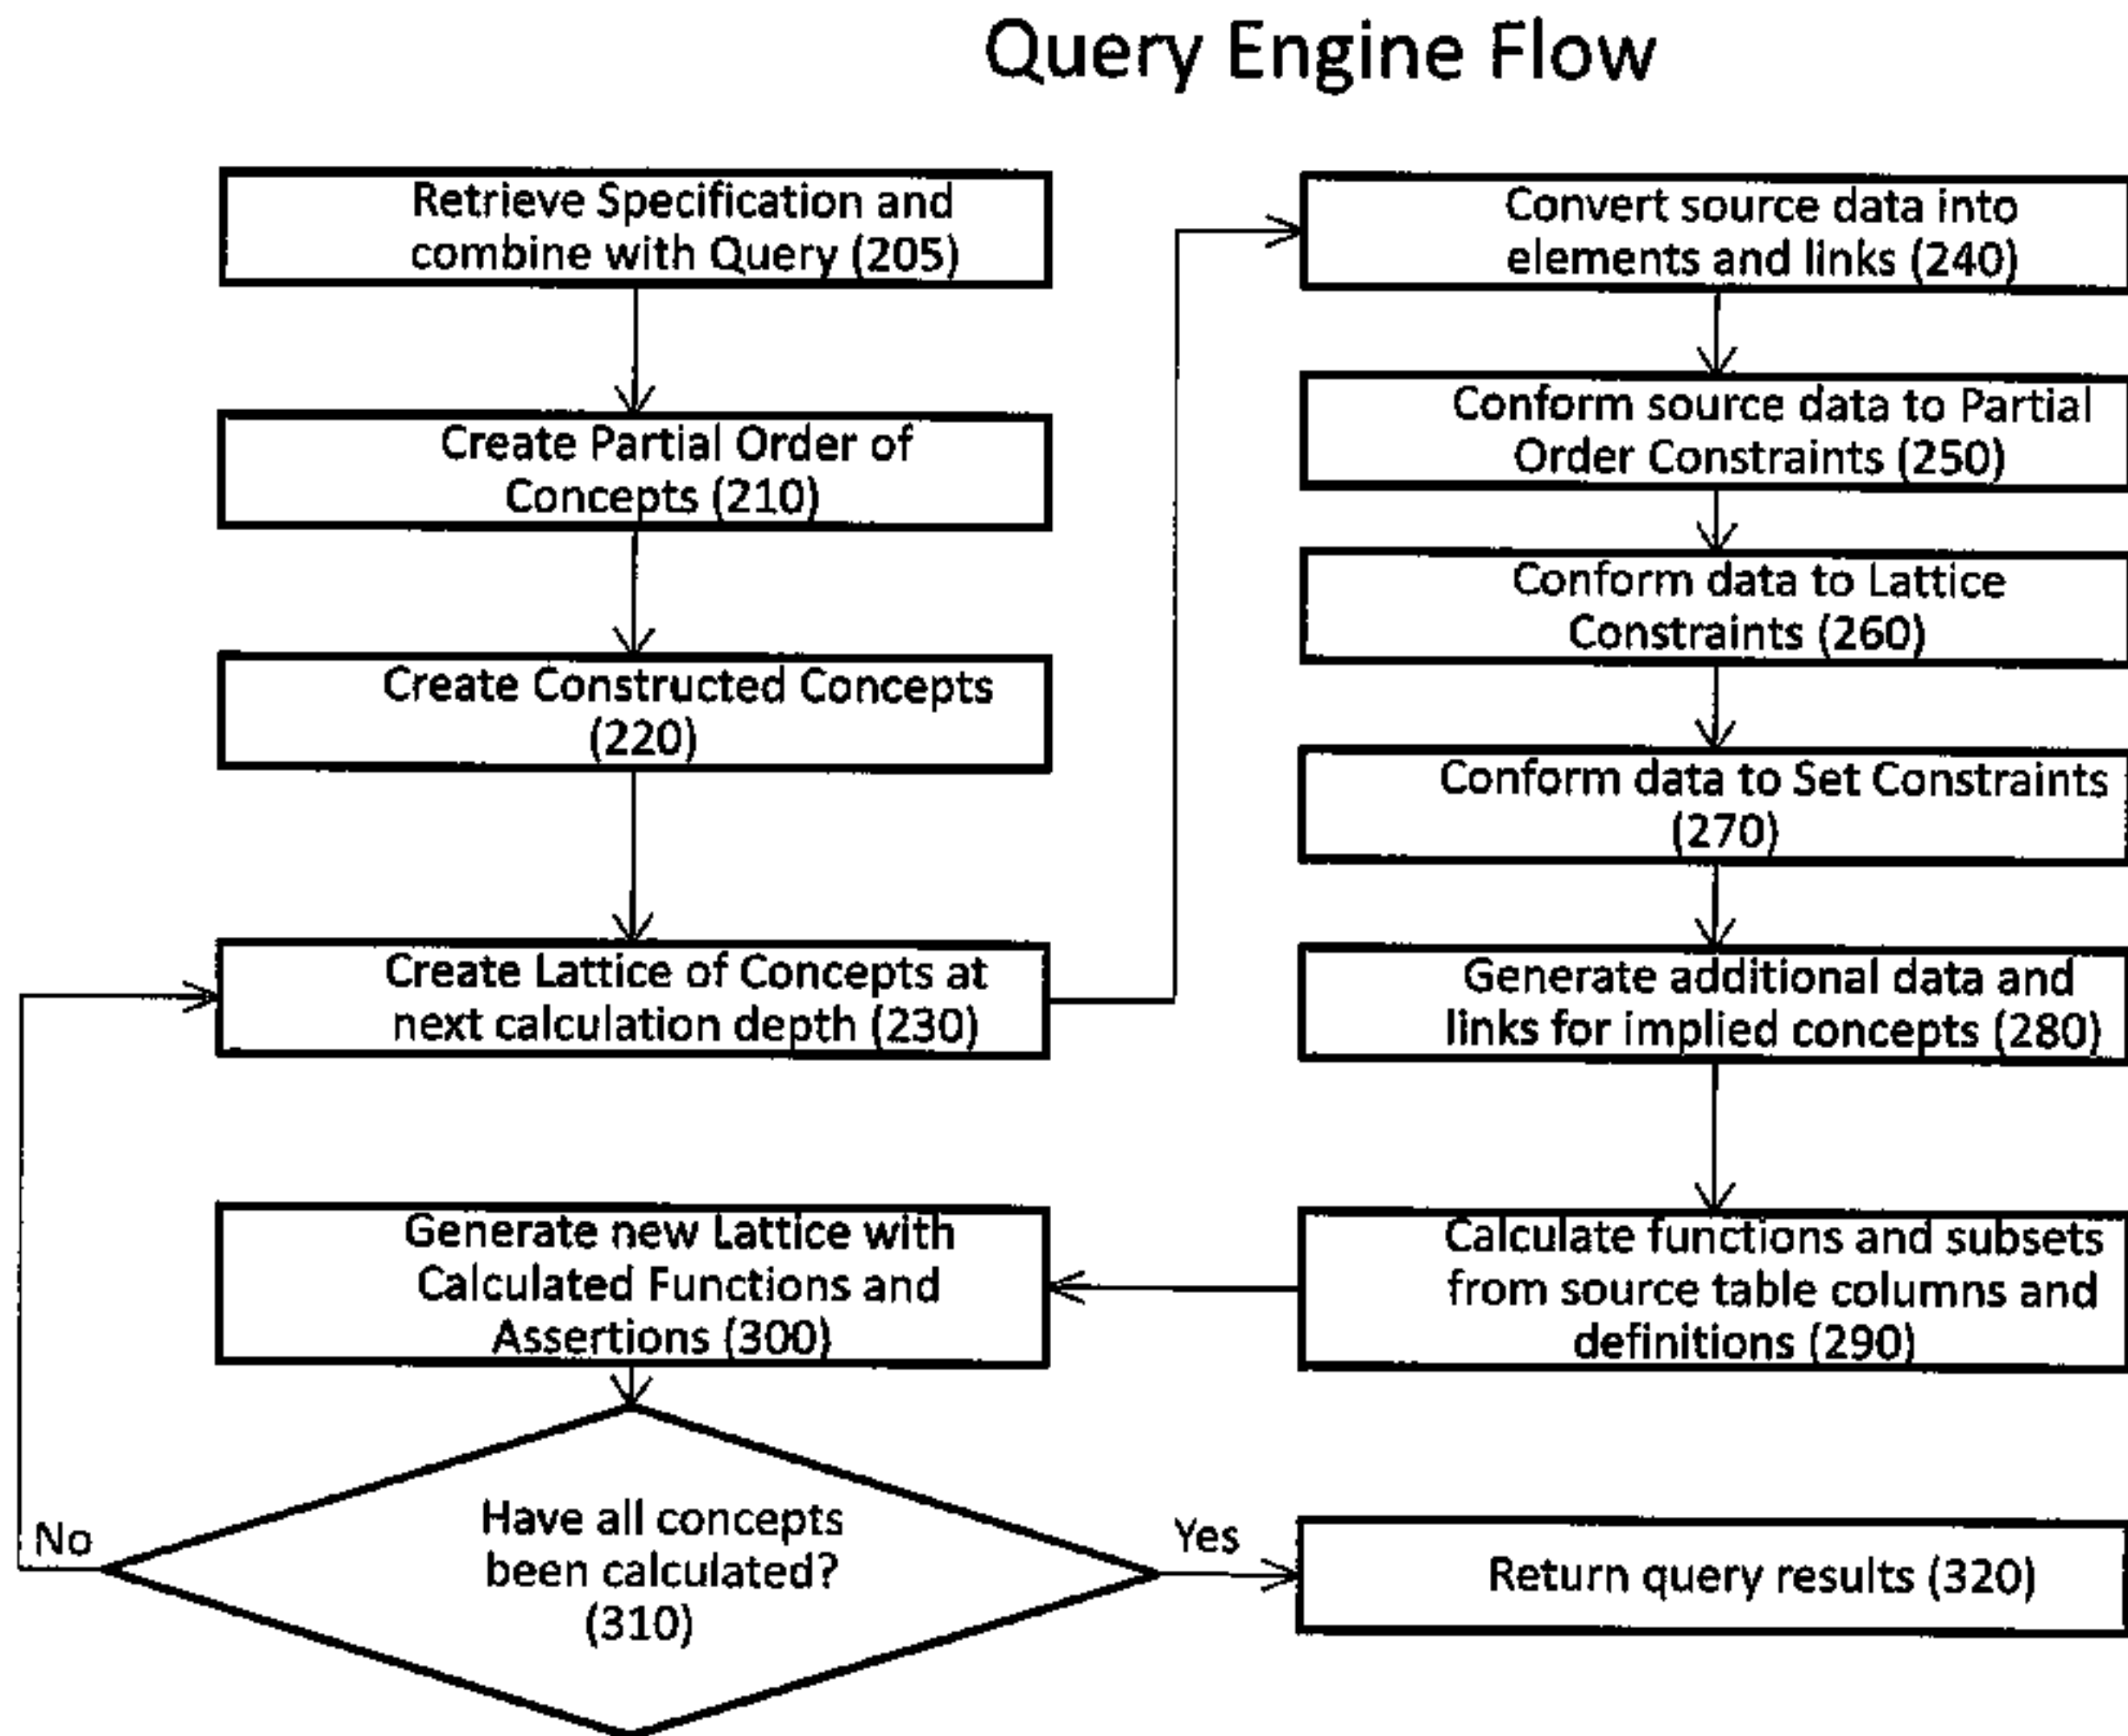 Query Engine Flow
Retrieve Specification and
combine with Query (205)
Create Partial Order of
Concepts (210)
Create Constructed Concepts
(220)
Create Lattice of Concepts at
next calculation depth (230)
Convert source data into
elements and links (240)
Conform source data to Partial
Order Constraints (250)
Conform data to Lattice
Constraints (260)
Conform data to Set Constraints
(270)
Generate additional data and
links for implied concepts (280)
Calculate functions and subsets
from source table columns and
definitions (290)
Generate new Lattice with
Calculated Functions and
Assertions (300)
Have all concepts
been calculated?
(310)
No
Yes
Return query results (320)